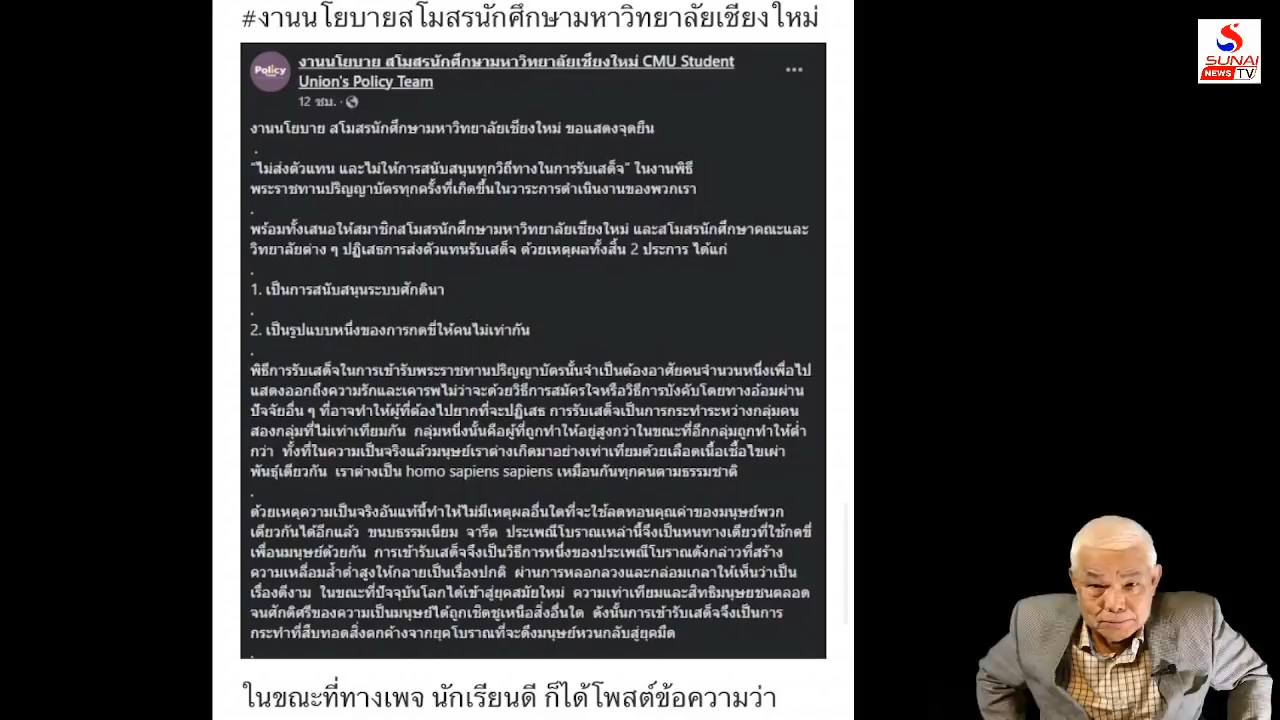 #งานนโยบายสโมสรนักศึกษามหาวิทยาลัยเชียงใหม่
SUNAI
NEWS TV
Policy
งานนโยบาย สโมสรนักศึกษามหาวิทยาลัยเชียงใหม่ CMU Student
Union's Policy Team
12 ชม. ·
งานนโยบาย สโมสรนักศึกษามหาวิทยาลัยเชียงใหม่ ขอแสดงจุดยืน
.
"ไม่ส่งตัวแทน และไม่ให้การสนับสนุนทุกวิถีทางในการรับเสด็จ" ในงานพิธี
พระราชทานปริญญาบัตรทุกครั้งที่เกิดขึ้นในวาระการดำเนินงานของพวกเรา
.
พร้อมทั้งเสนอให้สมาชิกสโมสรนักศึกษามหาวิทยาลัยเชียงใหม่ และสโมสรนักศึกษาคณะและ
วิทยาลัยต่าง ๆ ปฏิเสธการส่งตัวแทนรับเสด็จ ด้วยเหตุผลทั้งสิ้น 2 ประการ ได้แก่
.
1. เป็นการสนับสนุนระบบศักดินา
.
2. เป็นรูปแบบหนึ่งของการกดขี่ให้คนไม่เท่ากัน
.
พิธีการรับเสด็จในการเข้ารับพระราชทานปริญญาบัตรนั้นจำเป็นต้องอาศัยคนจำนวนหนึ่งเพื่อไป
แสดงออกถึงความรักและเคารพไม่ว่าจะด้วยวิธีการสมัครใจหรือวิธีการบังคับโดยทางอ้อมผ่าน
ปัจจัยอื่น ๆ ที่อาจทำให้ผู้ที่ต้องไปยากที่จะปฏิเสธ การรับเสด็จเป็นการกระทำระหว่างกลุ่มคน
สองกลุ่มที่ไม่เท่าเทียมกัน กลุ่มหนึ่งนั้นคือผู้ที่ถูกทำให้อยู่สูงกว่าในขณะที่อีกกลุ่มถูกทำให้ต่ำ
กว่า ทั้งที่ในความเป็นจริงแล้วมนุษย์เราต่างเกิดมาอย่างเท่าเทียมด้วยเลือดเนื้อเชื้อไขเผ่า
พันธุ์เดียวกัน เราต่างเป็น homo sapiens sapiens เหมือนกันทุกคนตามธรรมชาติ
.
ด้วยเหตุความเป็นจริงอันแท้นี้ทำให้ไม่มีเหตุผลอื่นใดที่จะใช้ลดทอนคุณค่าของมนุษย์พวก
เดียวกันได้อีกแล้ว ขนบธรรมเนียม จารีต ประเพณีโบราณเหล่านี้จึงเป็นหนทางเดียวที่ใช้กดขี่
เพื่อนมนุษย์ด้วยกัน การเข้ารับเสด็จจึงเป็นวิธีการหนึ่งของประเพณีโบราณดังกล่าวที่สร้าง
ความเหลื่อมล้ำต่ำสูงให้กลายเป็นเรื่องปกติ ผ่านการหลอกลวงและกล่อมเกลาให้เห็นว่าเป็น
เรื่องดีงาม ในขณะที่ปัจจุบันโลกได้เข้าสู่ยุคสมัยใหม่ ความเท่าเทียมและสิทธิมนุษยชนตลอด
จนศักดิ์ศรีของความเป็นมนุษย์ได้ถูกเชิดชูเหนือสิ่งอื่นใด ดังนั้นการเข้ารับเสด็จจึงเป็นการ
กระทำที่สืบทอดสิ่งตกค้างจากยุคโบราณที่จะดึงมนุษย์หวนกลับสู่ยุคมืด
.
ในขณะที่ทางเพจ นักเรียนดี ก็ได้โพสต์ข้อความว่า